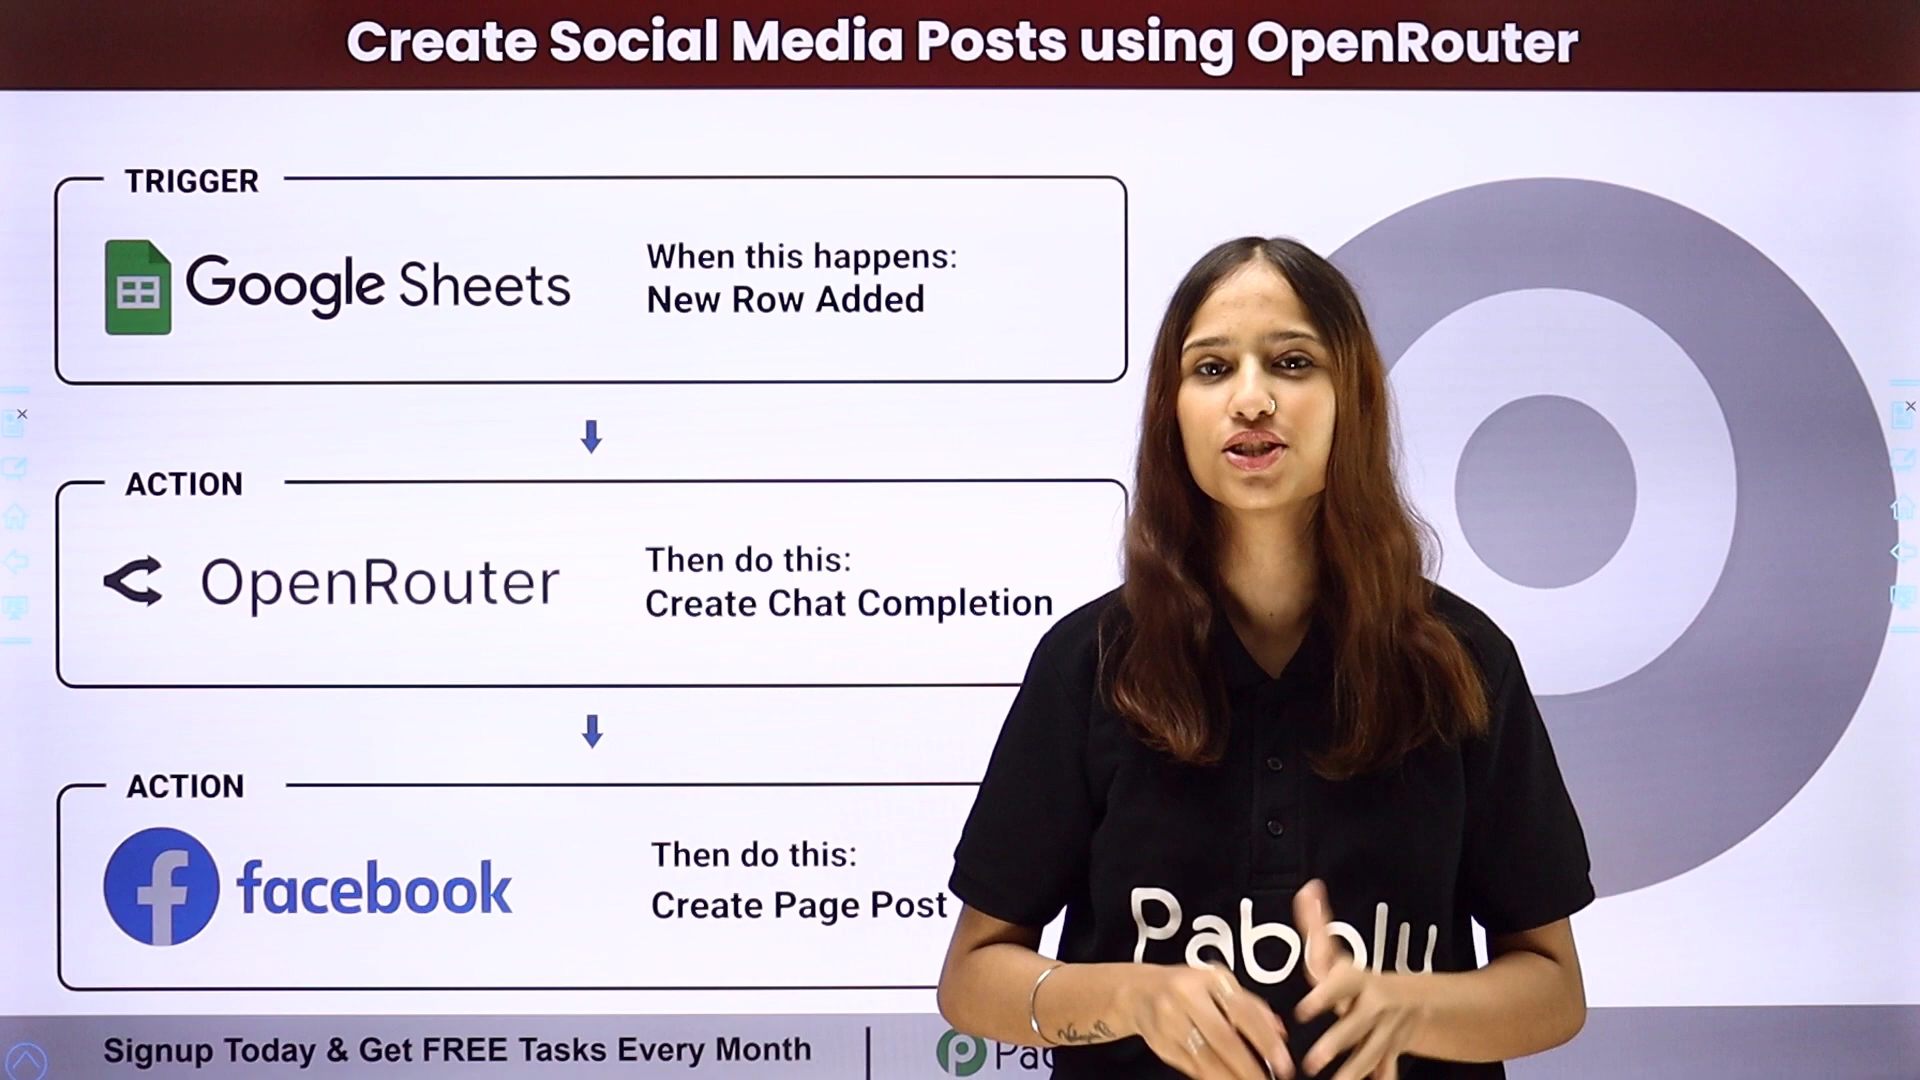 Create Social Media Posts using OpenRouter
TRIGGER
Google Sheets
When this happens:
New Row Added
ACTION
OpenRouter
Then do this:
Create Chat Completion
ACTION
facebook
Then do this:
Create Page Post
Signup Today & Get FREE Tasks Every Month